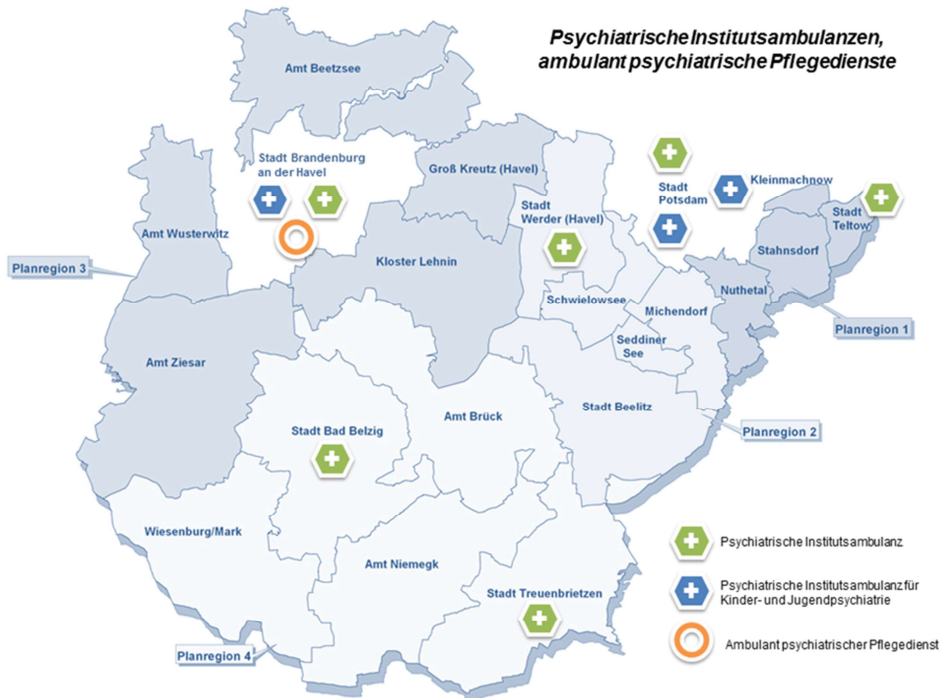 Psychiatrische Institutsambulanzen,
ambulant psychiatrische Pflegedienste
Amt Beetzsee
Stadt Brandenburg
an der Havel
Groß Kreutz (Havel)
Stadt
Potsdam
Kleinmachnow
Stadt
Werder (Havel)
Stadt
Teltow
Amt Wusterwitz
Stahnsdorf
Planregion 3
Kloster Lehnin
Nuthetal
Schwielowsee
Michendorf
Planregion 1
Seddiner
See
Amt Ziesar
Stadt Beelitz
Amt Brück
Stadt Bad Belzig
Planregion 2
Wiesenburg/Mark
Psychiatrische Institutsambulanz
Amt Niemegk
Psychiatrische Institutsambulanz für
Kinder- und Jugendpsychiatrie
Stadt Treuenbrietzen
Ambulant psychiatrischer Pflegedienst
Planregion 4